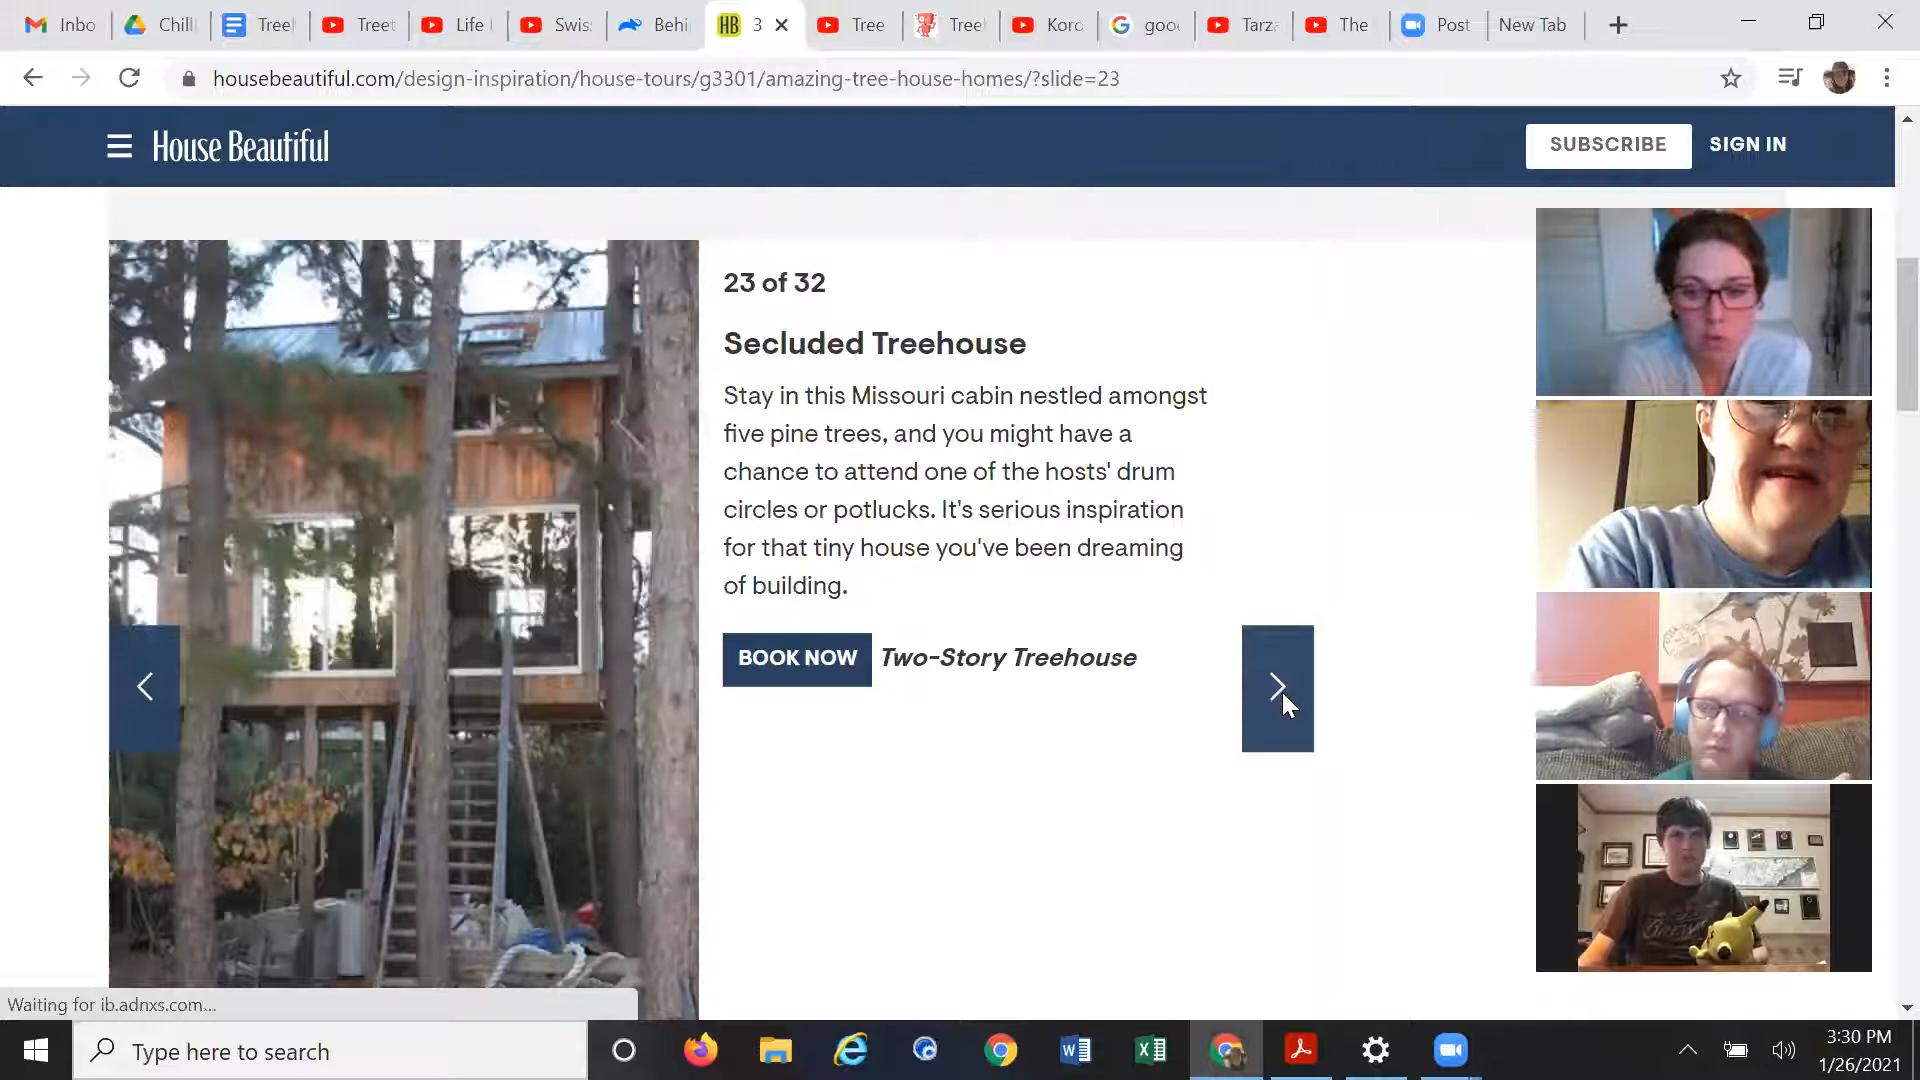 Inbo
Chill
Treel
Treet
Life
Swis
Behi
HB 3
Tree
Treel
Korc
goo
Tarza
The
Post
New Tab
housebeautiful.com/design-inspiration/house-tours/g3301/amazing-tree-house-homes/?slide=23
House Beautiful
SUBSCRIBE SIGN IN
23 of 32
Secluded Treehouse
Stay in this Missouri cabin nestled amongst
five pine trees, and you might have a
chance to attend one of the hosts' drum
circles or potlucks. It's serious inspiration
for that tiny house you've been dreaming
of building.
BOOK NOW Two-Story Treehouse
Waiting for ib.adnxs.com...
Type here to search
3:30 PM
1/26/2021